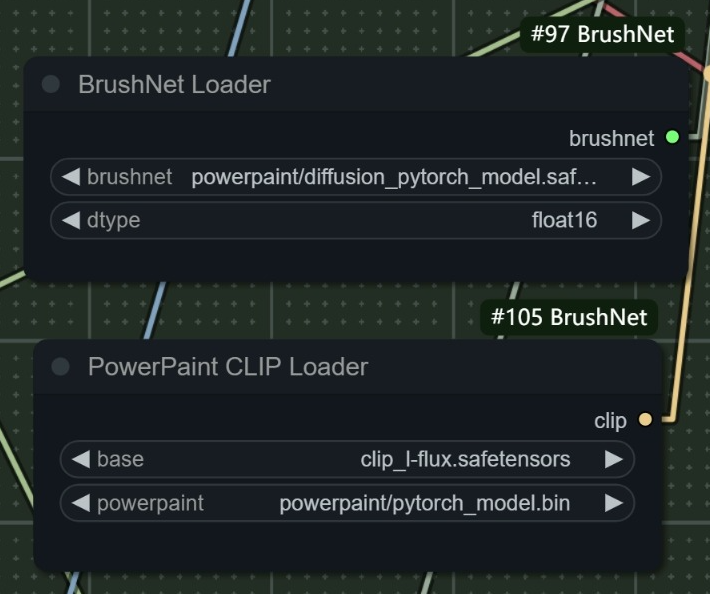 #97 BrushNet
BrushNet Loader
brushnet
brushnet powerpaint/diffusion_pytorch_model.saf...
dtype float16
#105 BrushNet
PowerPaint CLIP Loader
clip
base clip_l-flux.safetensors
powerpaint powerpaint/pytorch_model.bin